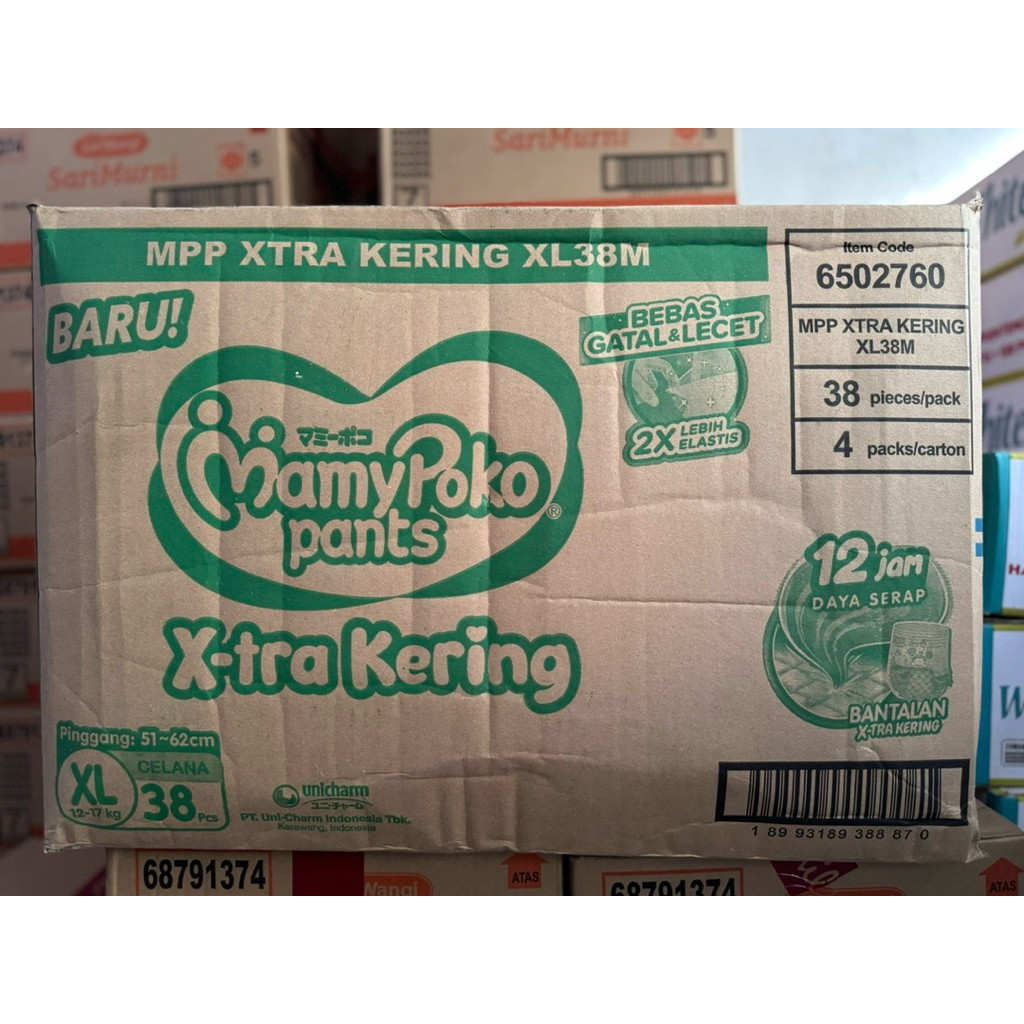 SariMurni
SariMurni
MPP XTRA KERING XL38M
Item Code
6502760
MPP XTRA KERING
XL38M
38 pieces/pack
4 packs/carton
BARU!
BEBAS
GATAL & LECET
2X LEBIH
ELASTIS
マミーポコ
MamyPoko®
pants
X-tra Kering
12 jam
DAYA SERAP
BANTALAN
X-TRA KERING
Pinggang: 51~62cm
XL
12-17 kg
CELANA
38 Pcs
unicharm
ユニ・チャーム
PT. Uni-Charm Indonesia Tbk.
Karawang, Indonesia
1 89 93189 388 87 0
68791374
Wangi
ATAS
68791374
ATAS